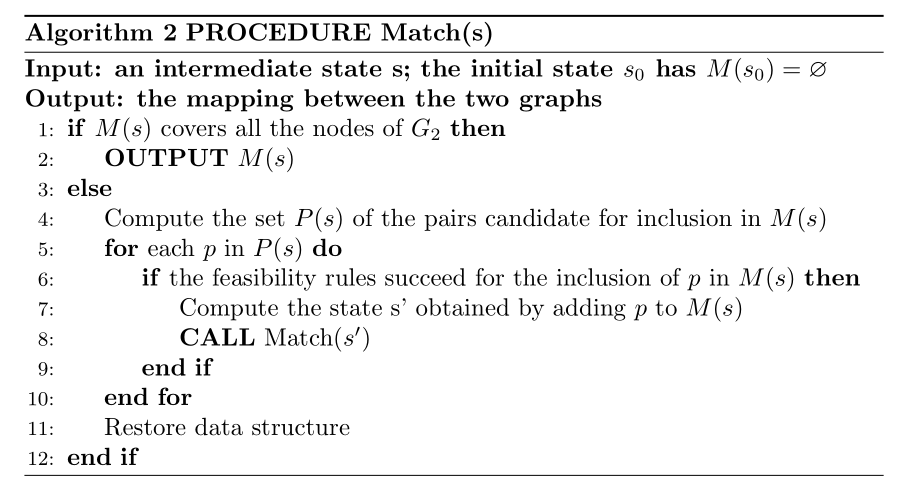 Algorithm 2 PROCEDURE Match(s)
Input: an intermediate state s; the initial state s₀ has M(s₀) = ∅
Output: the mapping between the two graphs
1: if M(s) covers all the nodes of G₂ then
2: OUTPUT M(s)
3: else
4: Compute the set P(s) of the pairs candidate for inclusion in M(s)
5: for each p in P(s) do
6: if the feasibility rules succeed for the inclusion of p in M(s) then
7: Compute the state s' obtained by adding p to M(s)
8: CALL Match(s′)
9: end if
10: end for
11: Restore data structure
12: end if